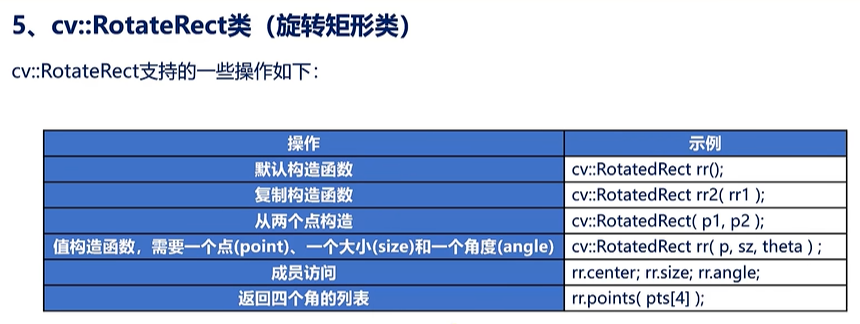 5、cv::RotateRect类（旋转矩形类）
cv::RotateRect支持的一些操作如下：
操作 示例
默认构造函数 cv::RotatedRect rr();
复制构造函数 cv::RotatedRect rr2( rr1 );
从两个点构造 cv::RotatedRect( p1, p2 );
值构造函数，需要一个点(point)、一个大小(size)和一个角度(angle) cv::RotatedRect rr( p, sz, theta ) ;
成员访问 rr.center; rr.size; rr.angle;
返回四个角的列表 rr.points( pts[4] );